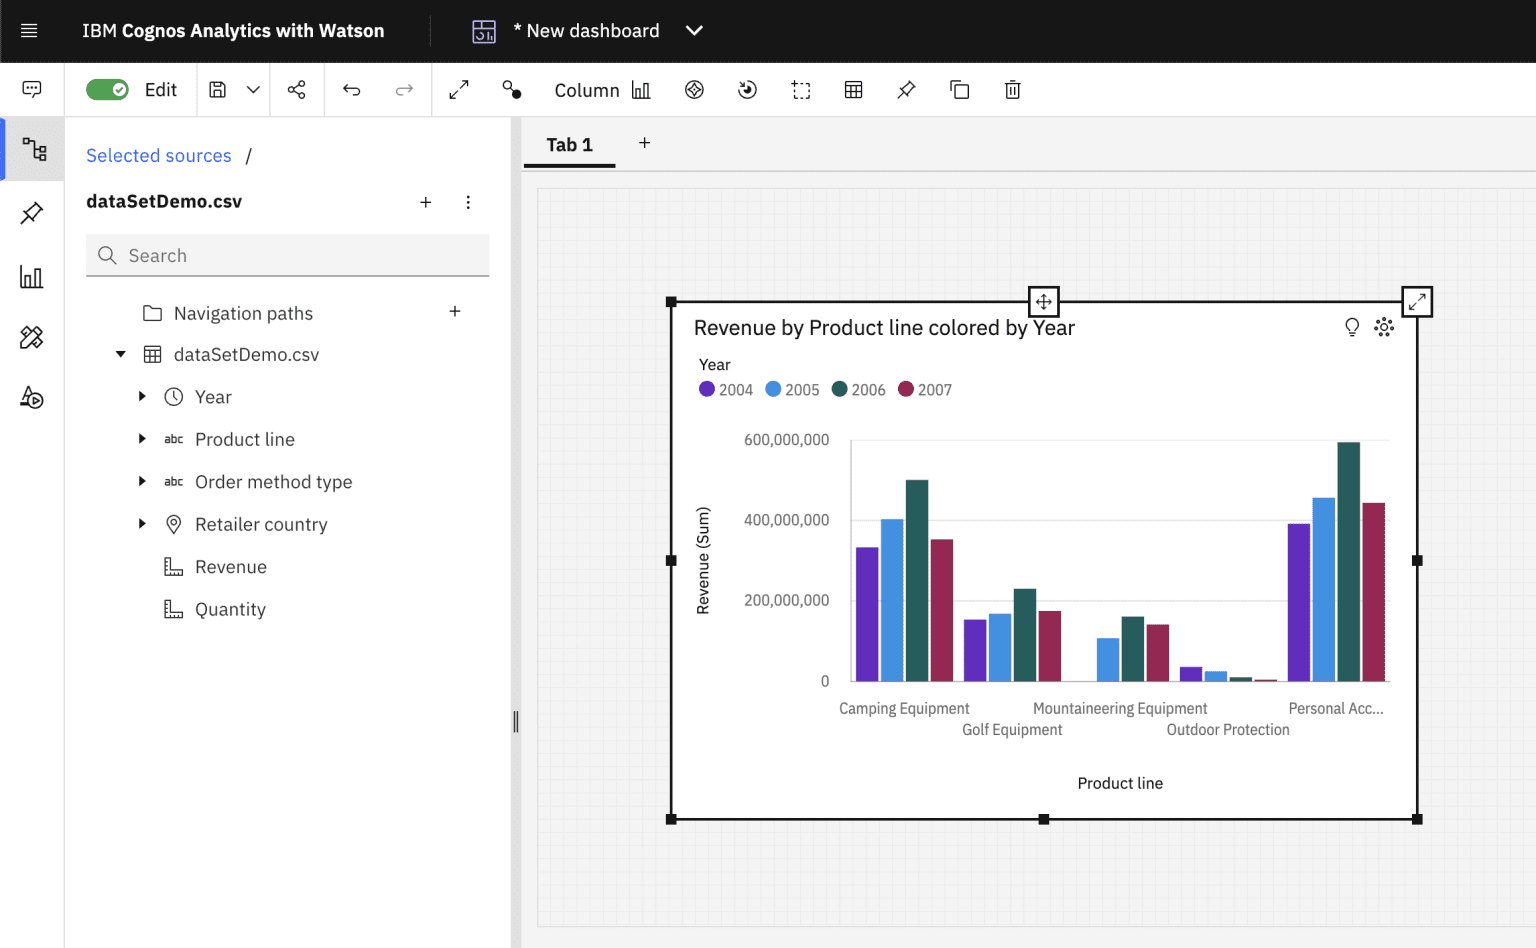 IBM Cognos Analytics with Watson
* New dashboard
Edit
Column
Selected sources /
dataSetDemo.csv
Search
Navigation paths
dataSetDemo.csv
Year
abc Product line
abc Order method type
Retailer country
Revenue
Quantity
Tab 1
Revenue by Product line colored by Year
Year
2004 2005 2006 2007
600,000,000
400,000,000
200,000,000
0
Revenue (Sum)
Camping Equipment
Golf Equipment
Mountaineering Equipment
Outdoor Protection
Personal Acc...
Product line